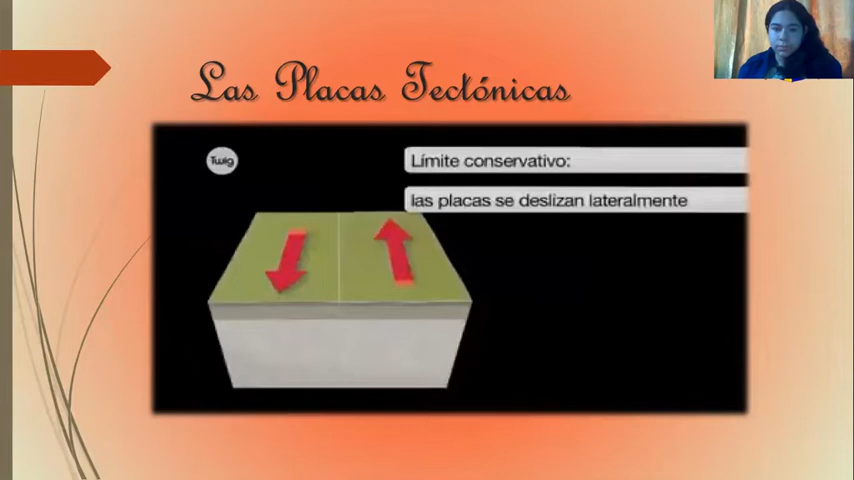 Las Placas Tectónicas
Twig
Límite conservativo:
las placas se deslizan lateralmente